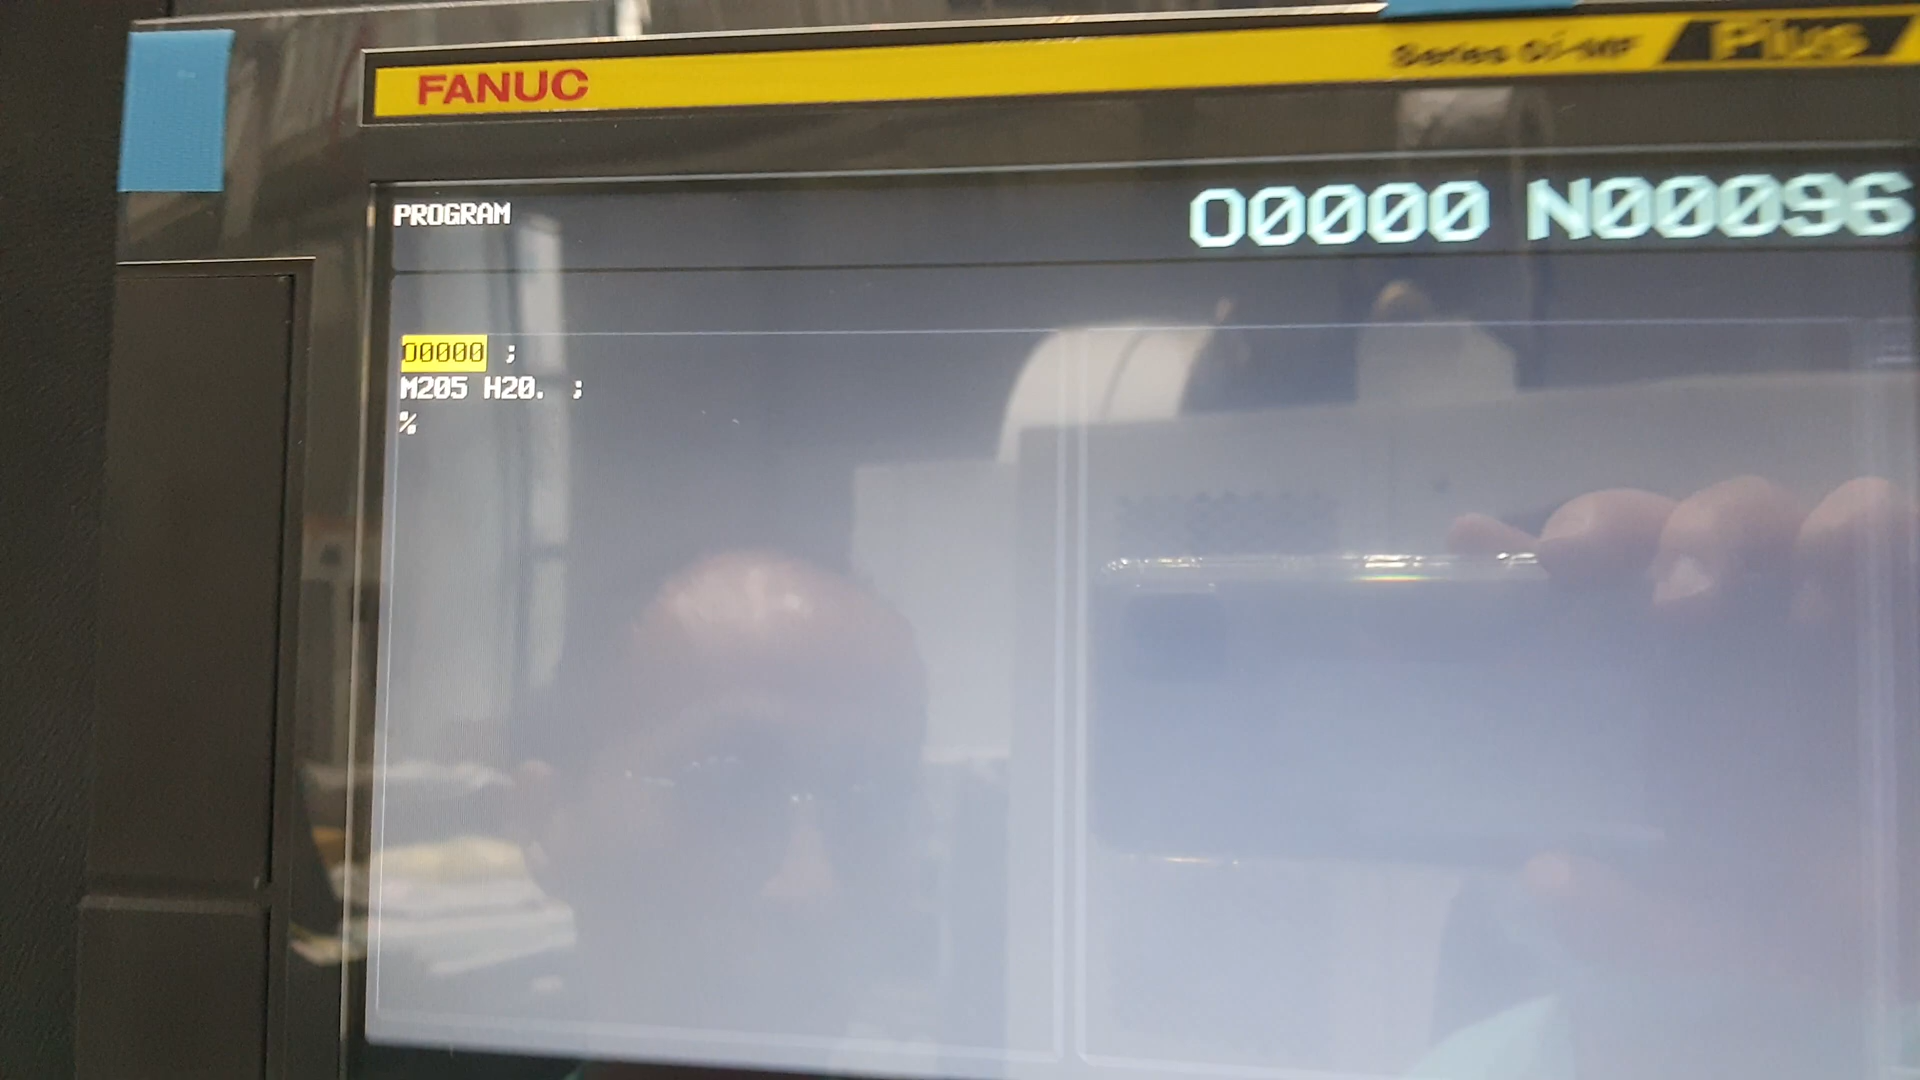 FANUC
Series 0i-MF Plus
PROGRAM
O0000 N00096
O0000 ;
M205 H20. ;
%